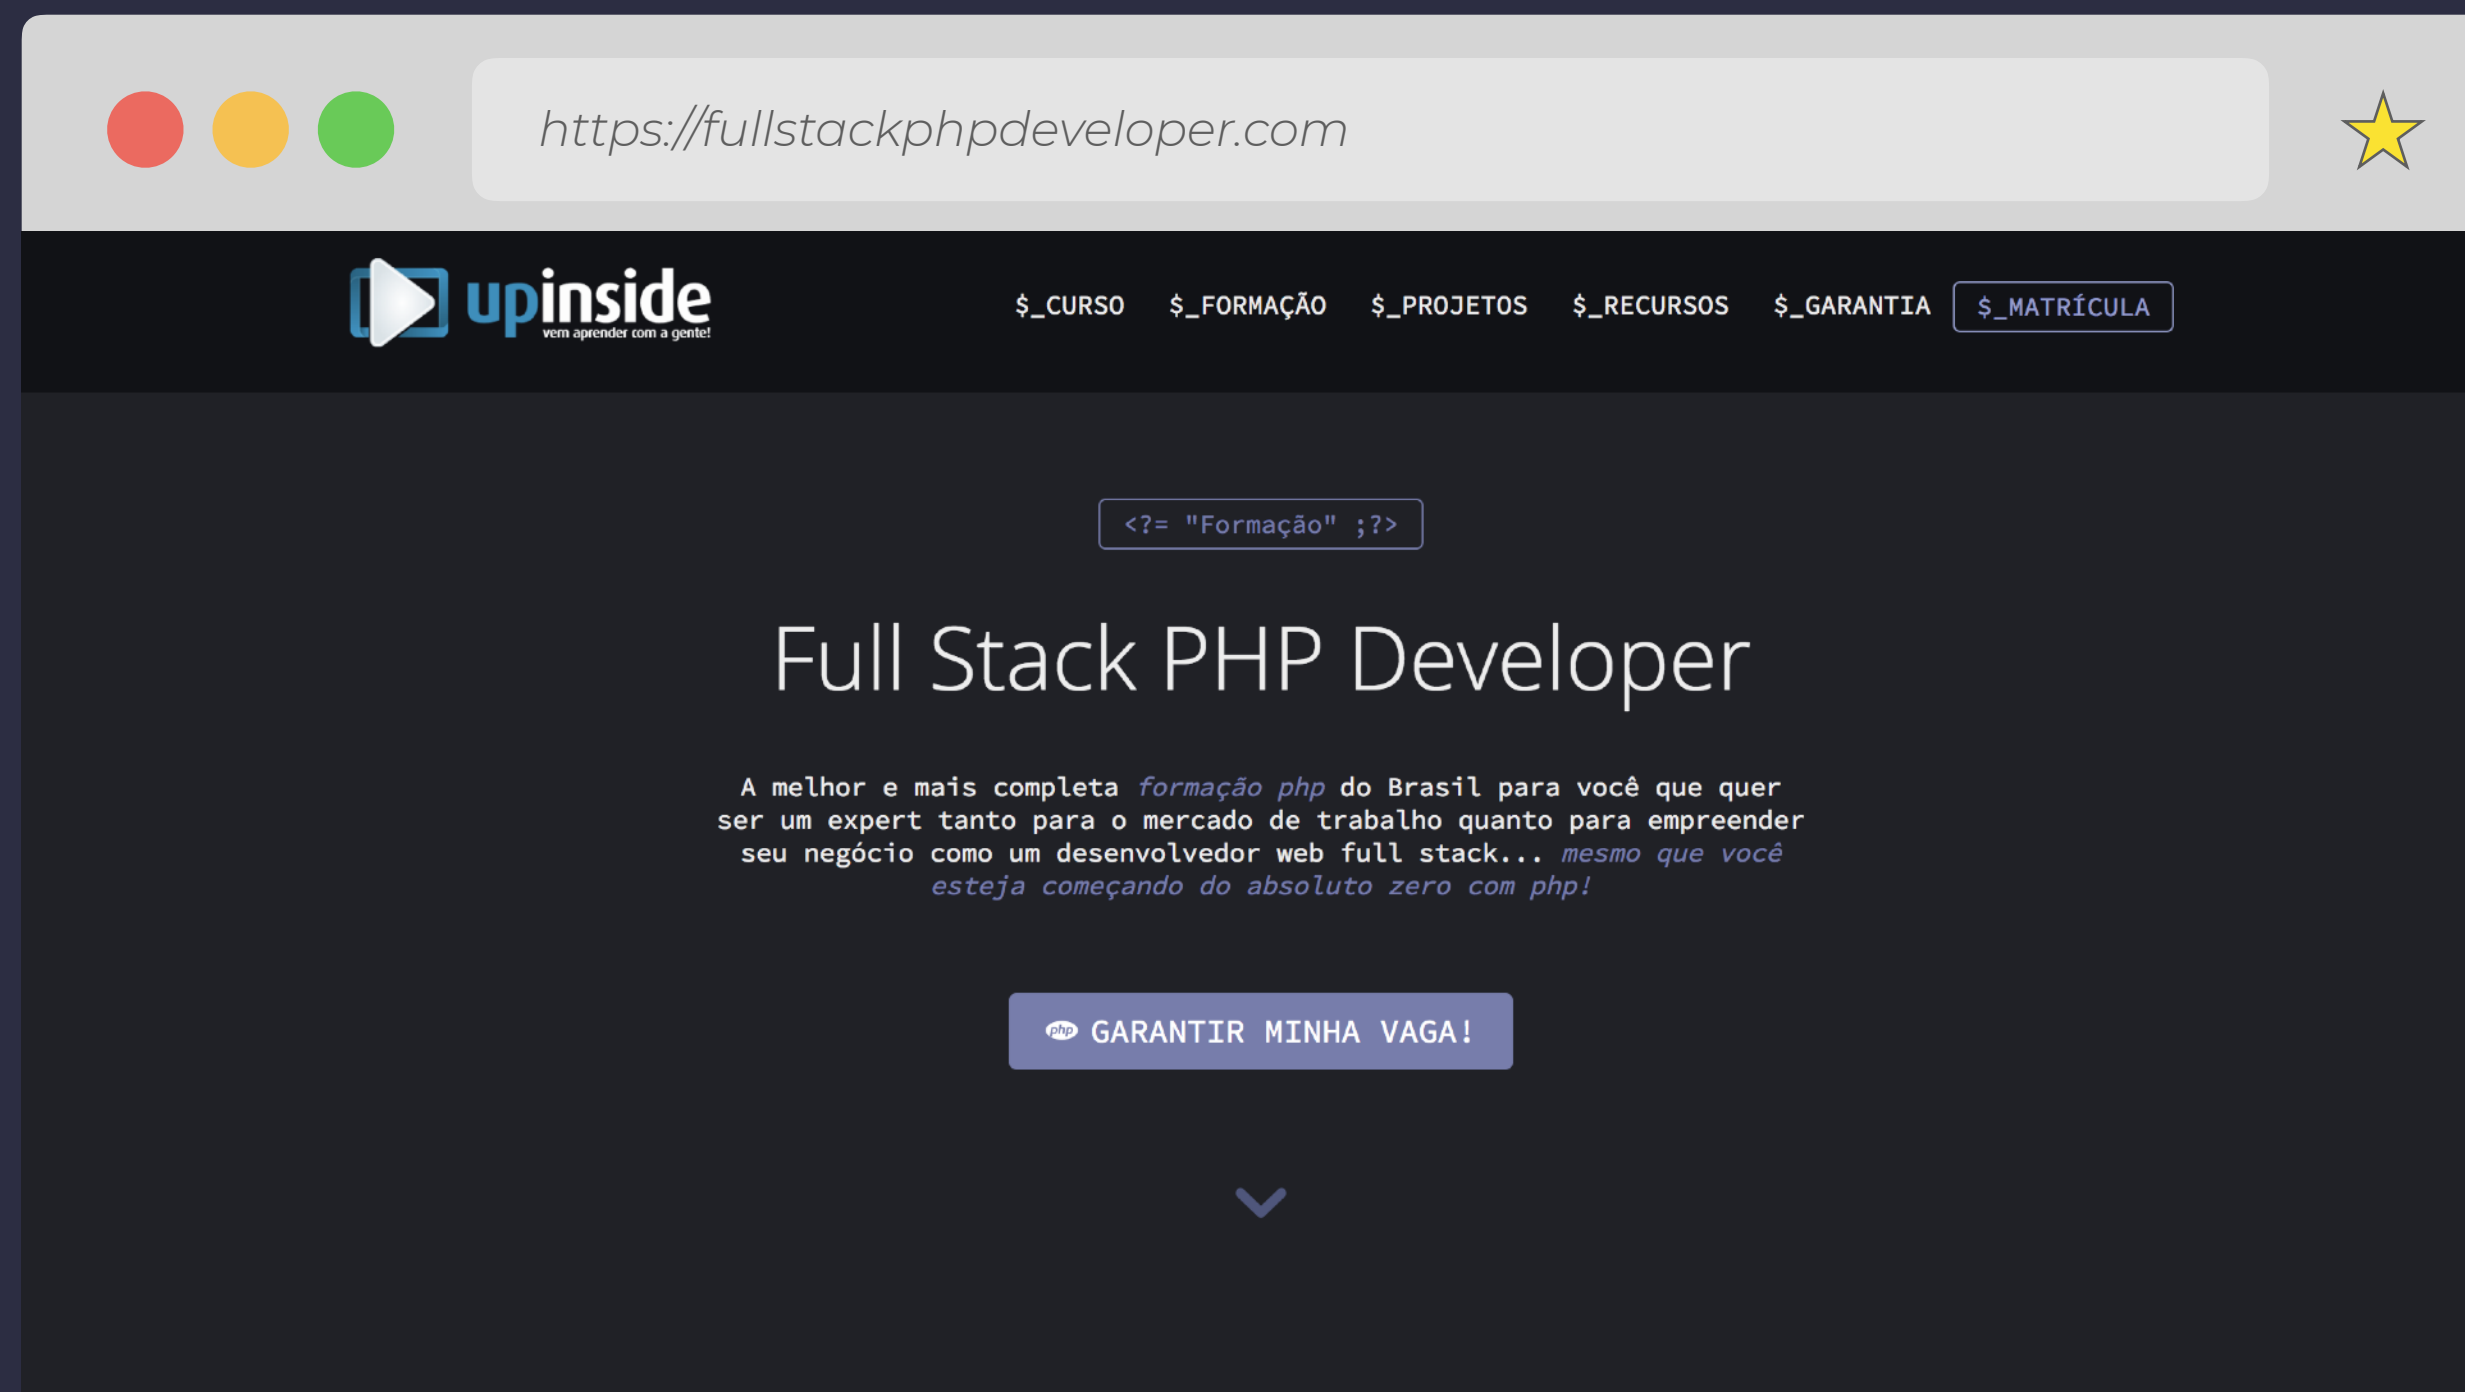 https://fullstackphpdeveloper.com
upinside
vem aprender com a gente!
$_CURSO $_FORMAÇÃO $_PROJETOS $_RECURSOS $_GARANTIA $_MATRÍCULA
<?= "Formação" ;?>
Full Stack PHP Developer
A melhor e mais completa formação php do Brasil para você que quer
ser um expert tanto para o mercado de trabalho quanto para empreender
seu negócio como um desenvolvedor web full stack... mesmo que você
esteja começando do absoluto zero com php!
php GARANTIR MINHA VAGA!